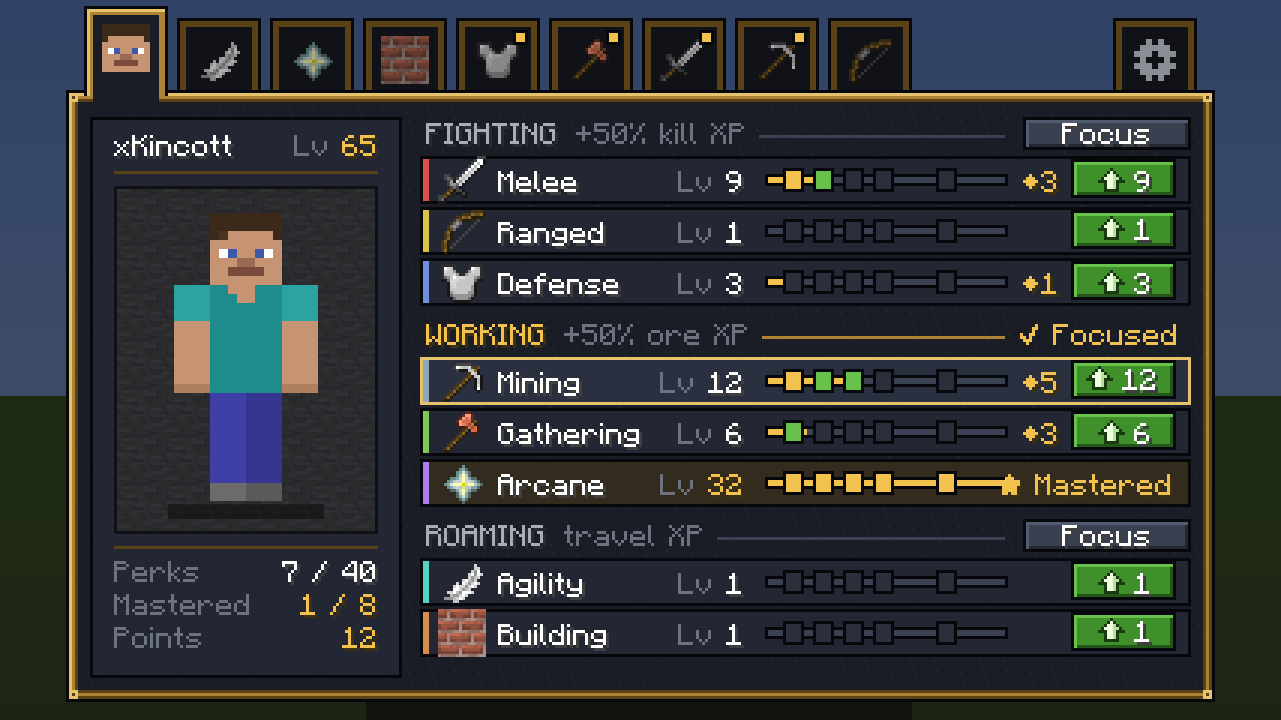 xKincott Lv 65
Perks 7 / 40
Mastered 1 / 8
Points 12
FIGHTING +50% kill XP Focus
Melee Lv 9 3 9
Ranged Lv 1 1
Defense Lv 3 1 3
WORKING +50% ore XP ✓ Focused
Mining Lv 12 5 12
Gathering Lv 6 3 6
Arcane Lv 32 Mastered
ROAMING travel XP Focus
Agility Lv 1 1
Building Lv 1 1